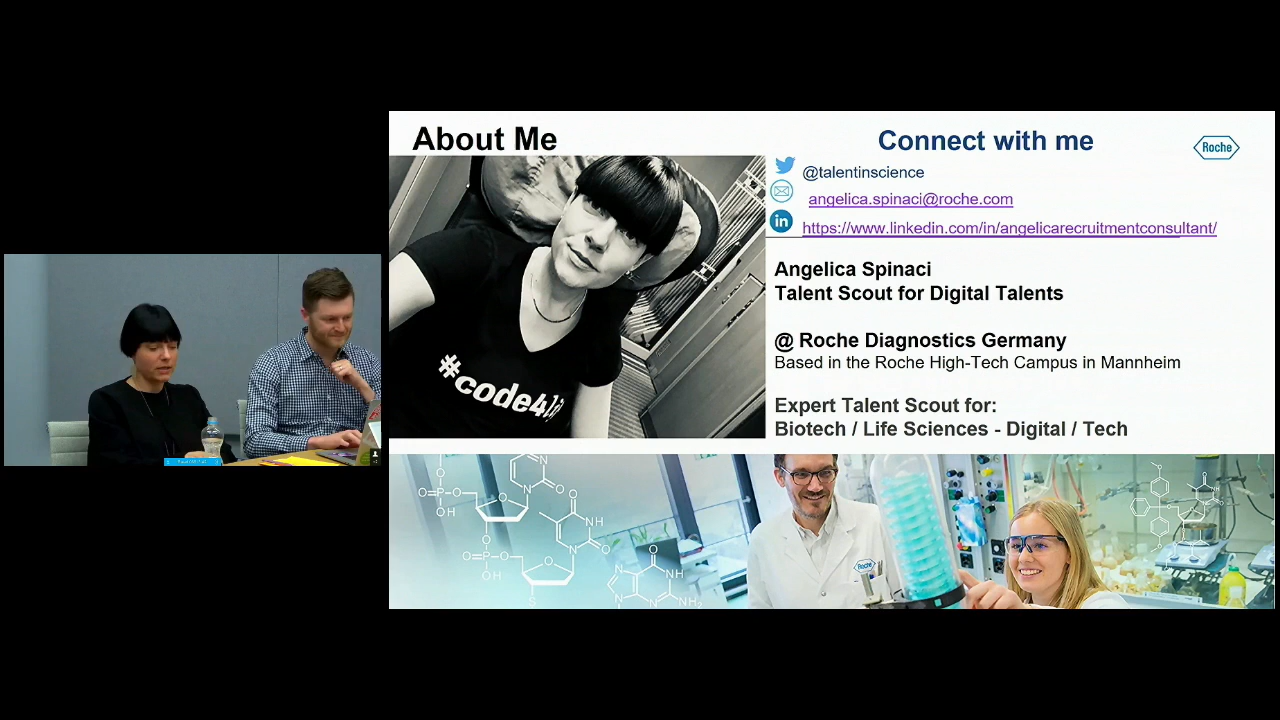 About Me
Connect with me
Roche
@talentinscience
angelica.spinaci@roche.com
in
https://www.linkedin.com/in/angelicarecruitmentconsultant/
Angelica Spinaci
Talent Scout for Digital Talents
@ Roche Diagnostics Germany
Based in the Roche High-Tech Campus in Mannheim
Expert Talent Scout for:
Biotech / Life Sciences - Digital / Tech
Roche